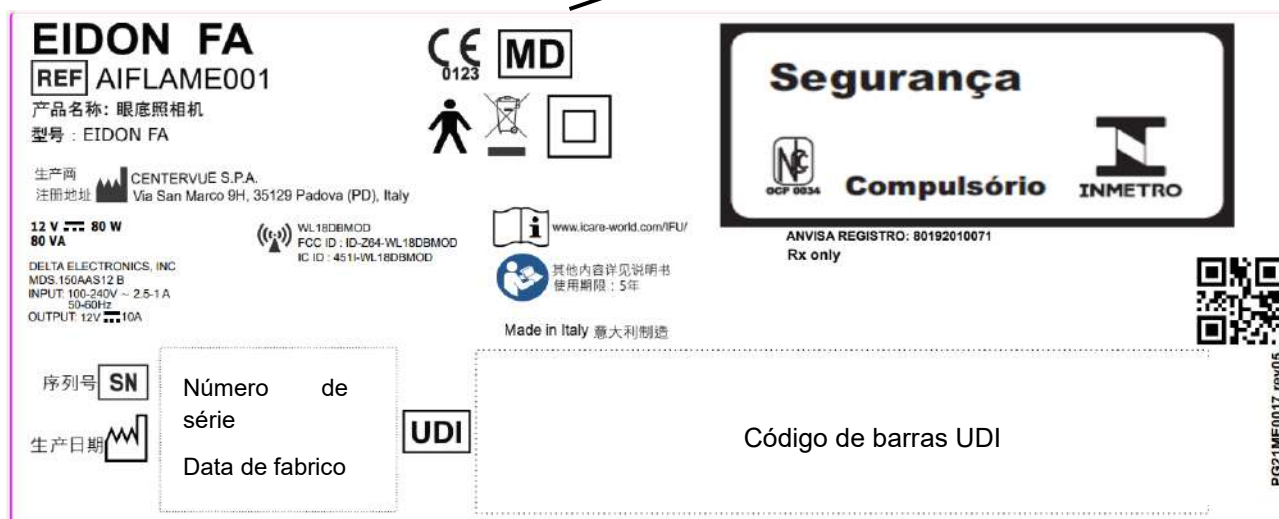 EIDON FA
REF AIFLAME001
产品名称: 眼底照相机
型号 : EIDON FA
生产商
注册地址
CENTERVUE S.P.A.
Via San Marco 9H, 35129 Padova (PD), Italy
12 V 80 W
80 VA
DELTA ELECTRONICS, INC
MDS.150AAS12 B
INPUT: 100-240V ~ 2.5-1 A
50-60Hz
OUTPUT: 12V 10A
WL18DBMOD
FCC ID : ID-Z64-WL18DBMOD
IC ID : 451I-WL18DBMOD
CE
0123
MD
www.icare-world.com/IFU/
其他内容详见说明书
使用期限 : 5年
Made in Italy 意大利制造
Segurança
NCC
OCP 0034
Compulsório
INMETRO
ANVISA REGISTRO: 80192010071
Rx only
序列号 SN
生产日期
Número de
série
Data de fabrico
UDI
Código de barras UDI
PG21ME0017 rev05